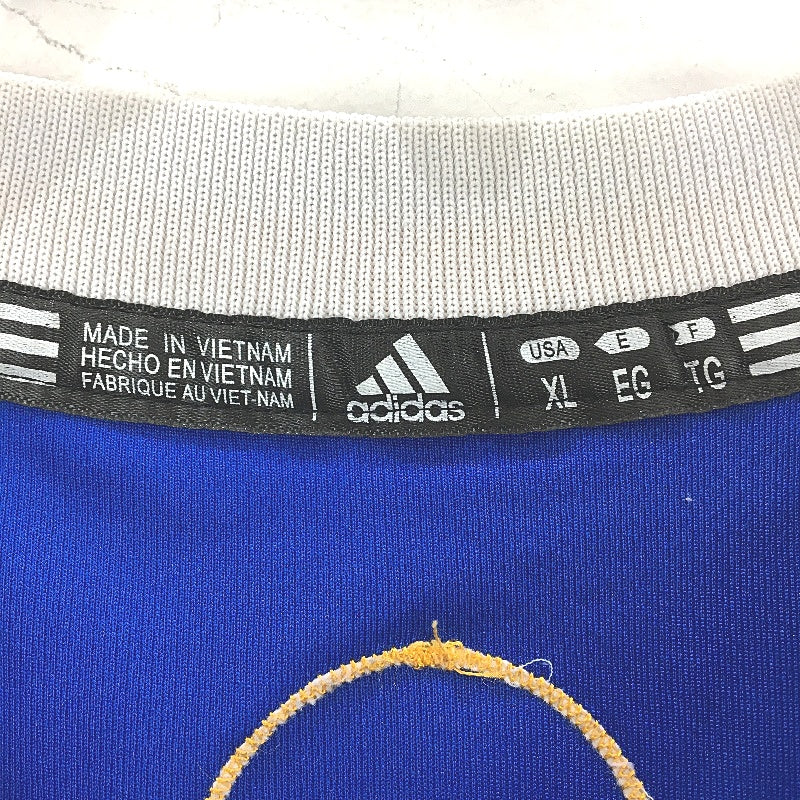 MADE IN VIETNAM
HECHO EN VIETNAM
FABRIQUE AU VIET-NAM
adidas
USA E F
XL EG TG